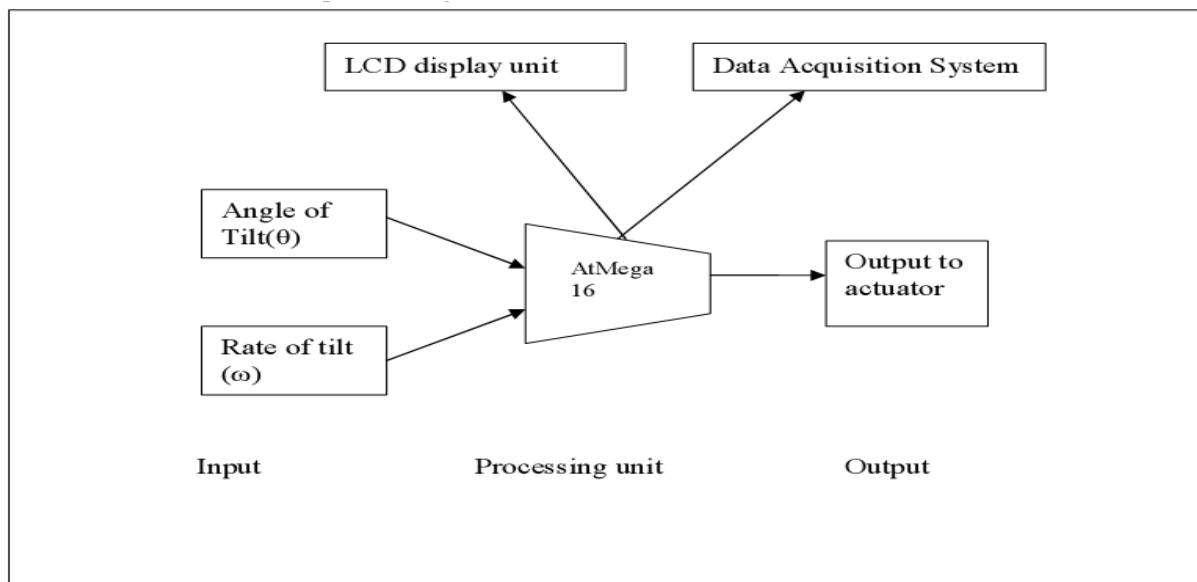 LCD display unit
Data Acquisition System
Angle of
Tilt(θ)
AtMega
16
Output to
actuator
Rate of tilt
(ω)
Input
Processing unit
Output